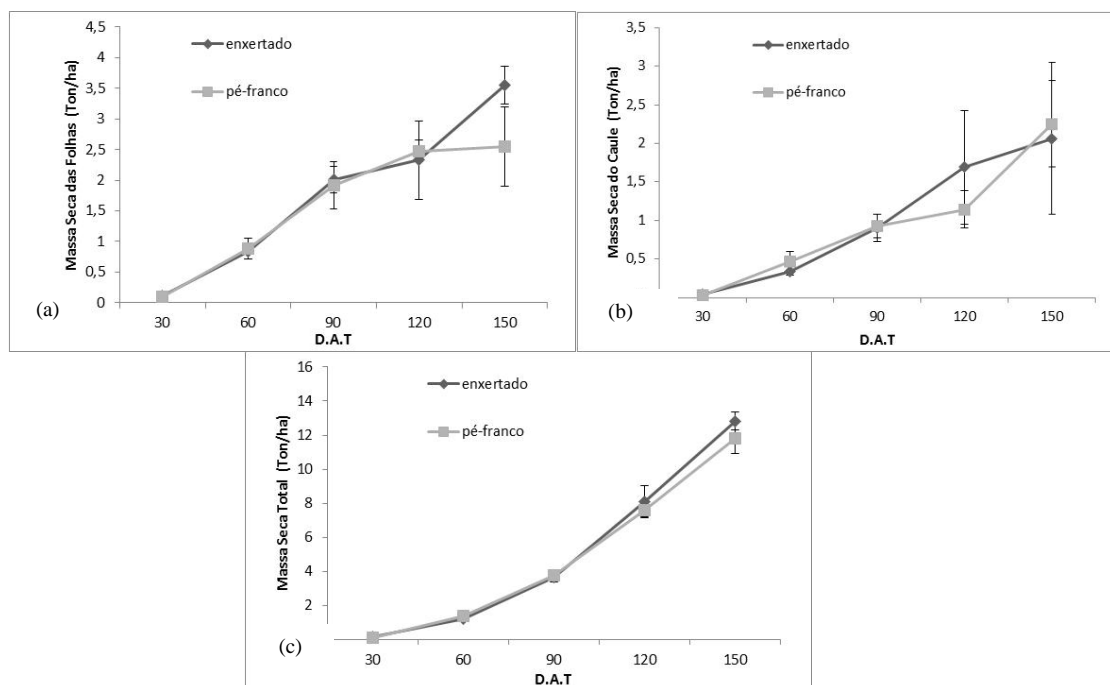 Massa Seca das Folhas (Ton/ha)
4,5
4
3,5
3
2,5
2
1,5
1
0,5
0
enxertado
pé-franco
30 60 90 120 150
D.A.T
(a)
Massa Seca do Caule (Ton/ha)
3,5
3
2,5
2
1,5
1
0,5
enxertado
pé-franco
30 60 90 120 150
D.A.T
(b)
Massa Seca Total (Ton/ha)
16
14
12
10
8
6
4
2
enxertado
pé-franco
30 60 90 120 150
D.A.T
(c)